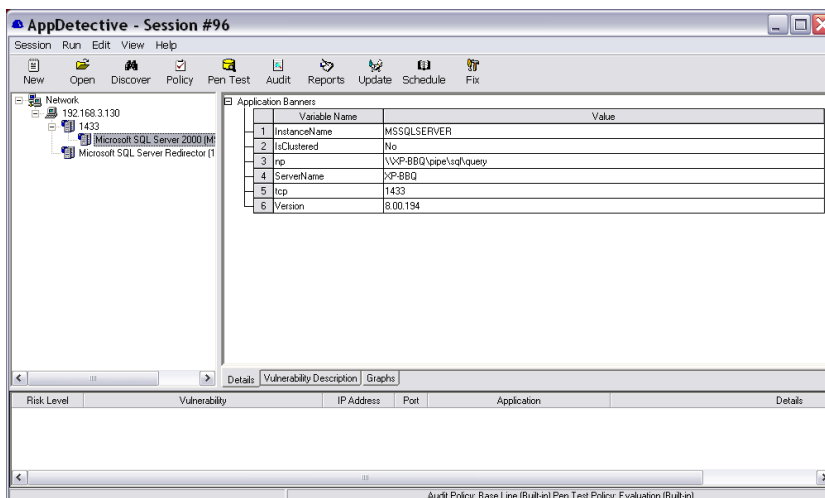 AppDetective - Session #96
Session Run Edit View Help
New Open Discover Policy Pen Test Audit Reports Update Schedule Fix
Network
192.168.3.130
1433
Microsoft SQL Server 2000 (M
Microsoft SQL Server Redirector (1
Application Banners
Variable Name Value
1 InstanceName MSSQLSERVER
2 IsClustered No
3 np \\XP-BBQ\pipe\sql\query
4 ServerName XP-BBQ
5 tcp 1433
6 Version 8.00.194
Details Vulnerability Description Graphs
Risk Level Vulnerability IP Address Port Application Details
Audit Policy: Base Line (Built-in) Pen Test Policy: Evaluation (Built-in)